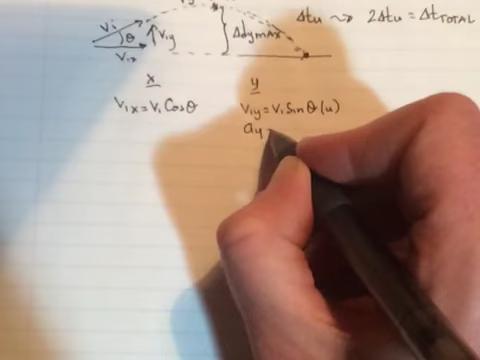 Δtu ⇝ 2Δtu = ΔtTOTAL
Vi
θ
Viy
Δdymax
Vix
x
y
Vix = Vi Cosθ
Viy = Vi Sinθ (u)
ay